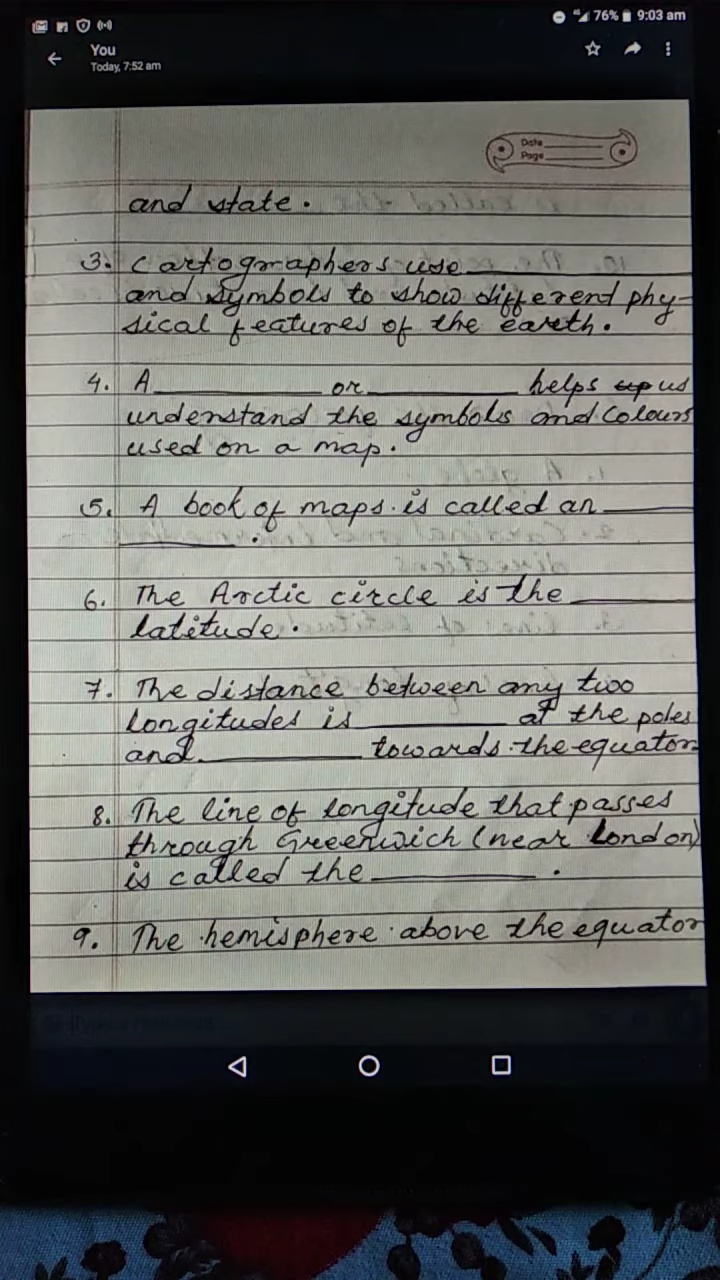 76% 9:03 am
You
Today, 7:52 am
Date
Page
and state.
3. Cartographers use
and symbols to show different phy-
sical features of the eareth.
4. A or helps up us
understand the symbols and Colours
used on a map.
5. A book of maps is called an
.
6. The Arctic circle is the
latitude.
7. The distance between any two
longitudes is at the poles
and towards the equator
8. The line of longitude that passes
through Greenwich (near London)
is called the .
9. The hemisphere above the equator